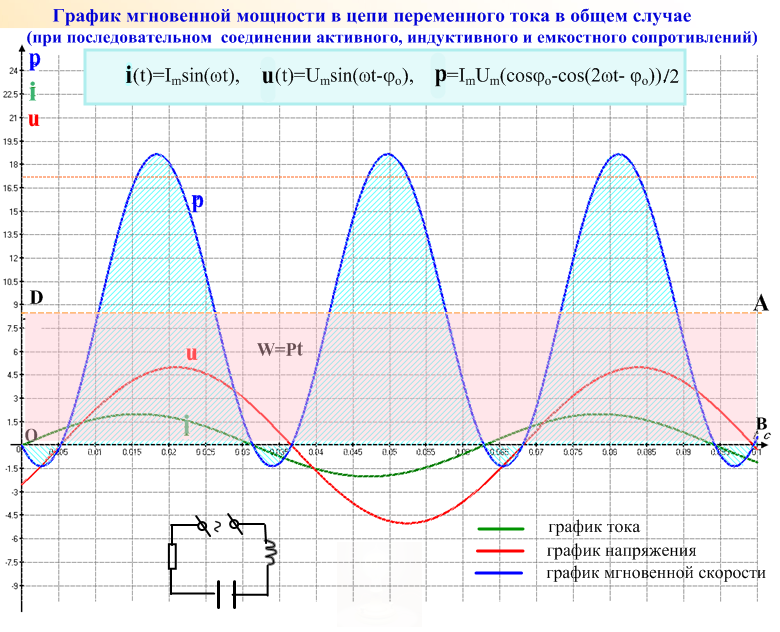 График мгновенной мощности в цепи переменного тока в общем случае
(при последовательном соединении активного, индуктивного и емкостного сопротивлений)
i(t)=Iₘsin(ωt), u(t)=Uₘsin(ωt-φₒ), p=IₘUₘ(cosφₒ-cos(2ωt- φₒ))/2
p
i
u
24
22.5
21
19.5
18
16.5
15
13.5
12
10.5
9
7.5
6
4.5
3
1.5
0
-1.5
-3
-4.5
-6
-7.5
-9
p
D
A
W=Pt
u
i
O
B
c
0.005 0.01 0.015 0.02 0.025 0.03 0.035 0.04 0.045 0.05 0.055 0.06 0.065 0.07 0.075 0.08 0.085 0.09 0.095 0.1
график тока
график напряжения
график мгновенной скорости